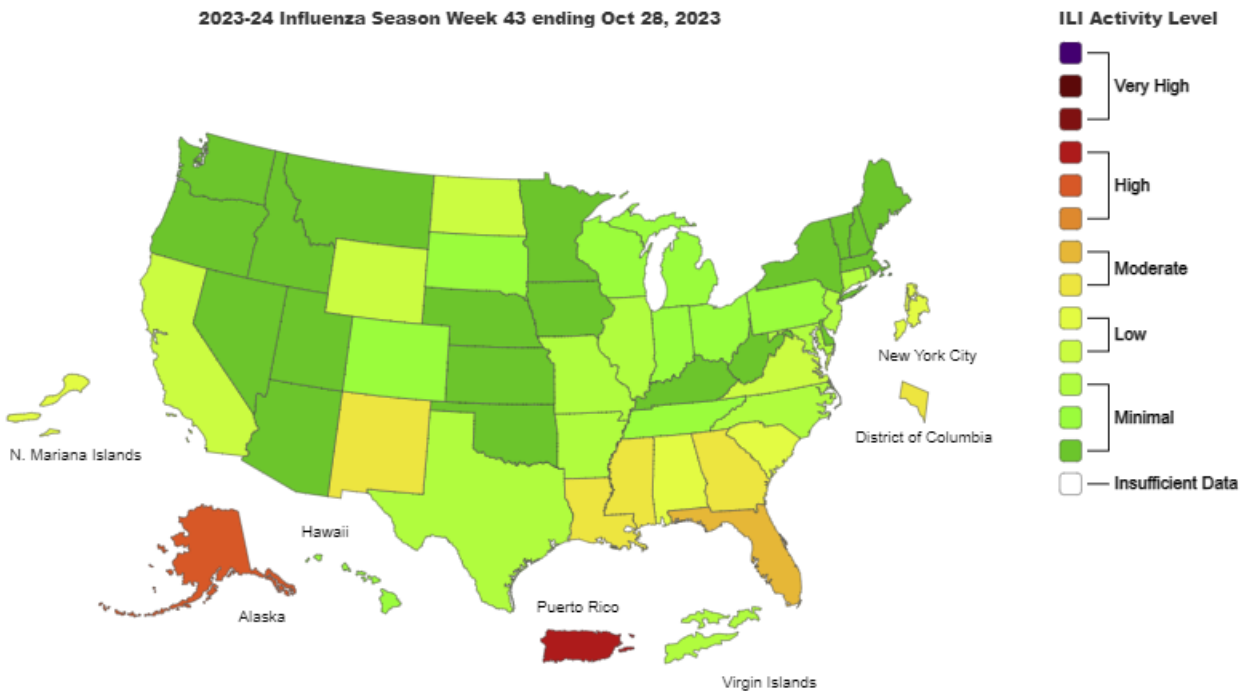 2023-24 Influenza Season Week 43 ending Oct 28, 2023
ILI Activity Level
Very High
High
Moderate
Low
Minimal
Insufficient Data
New York City
District of Columbia
N. Mariana Islands
Hawaii
Alaska
Puerto Rico
Virgin Islands